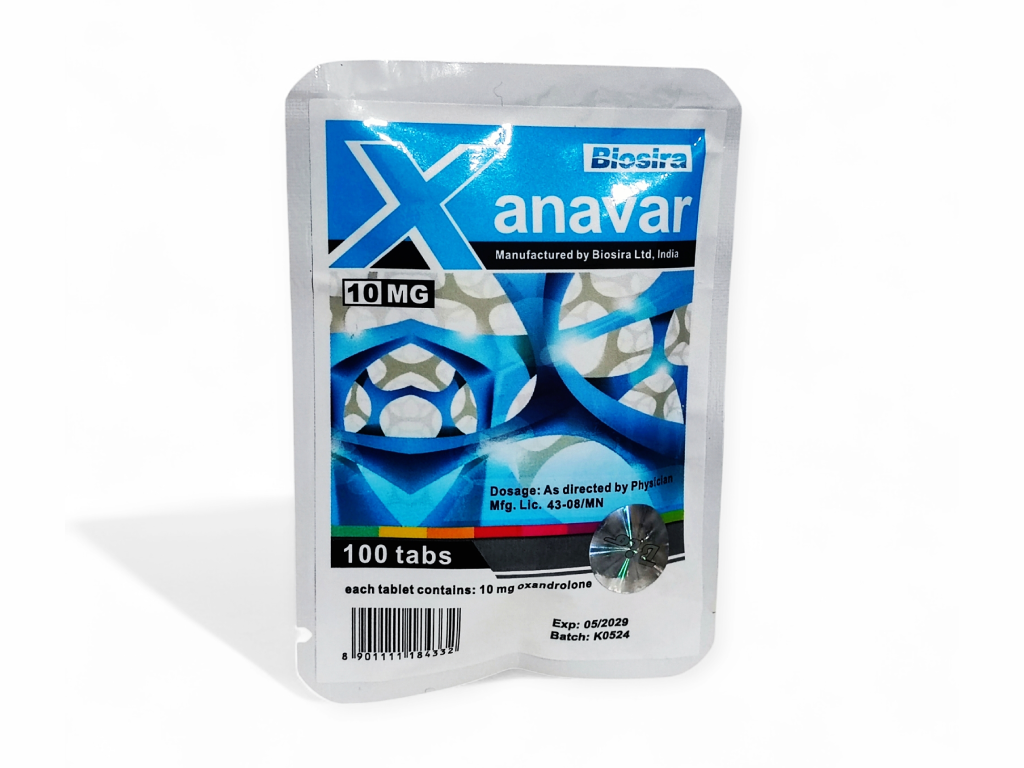 Biosira
Xanavar
Manufactured by Biosira Ltd, India
10 MG
Dosage: As directed by Physician
Mfg. Lic. 43-08/MN
100 tabs
each tablet contains: 10 mg oxandrolone
Exp: 05/2029
Batch: K0524
8 901111 184332